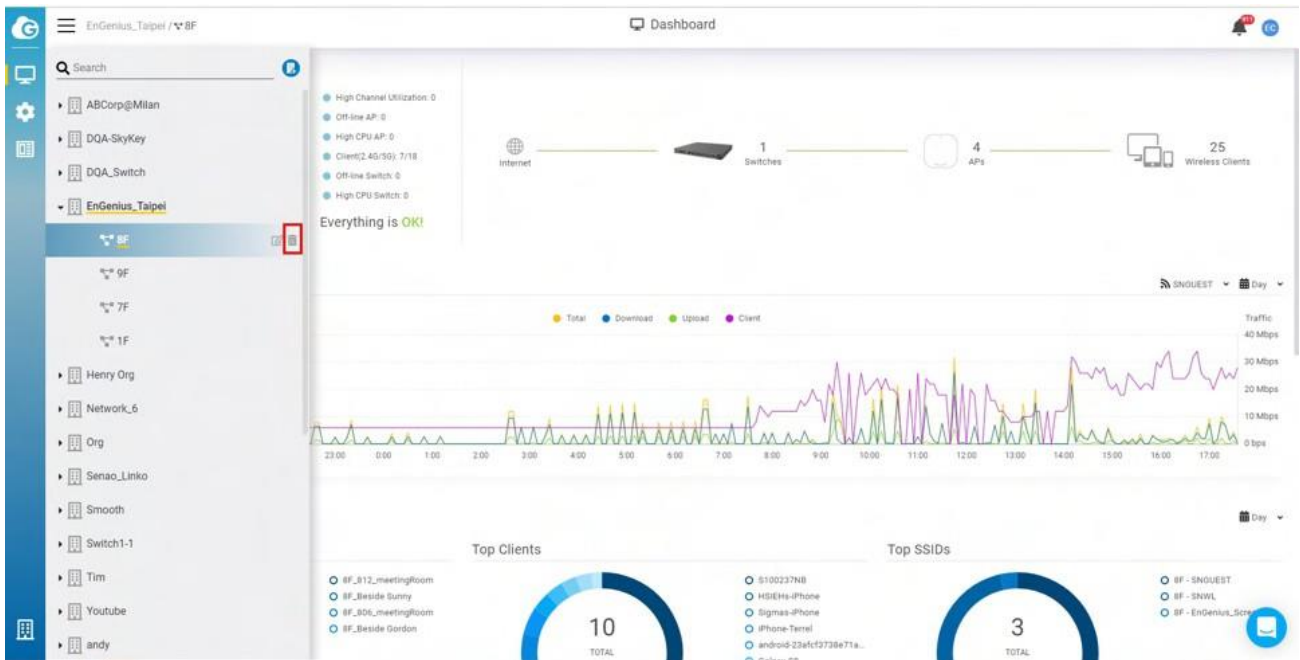 EnGenius_Taipei / 8F
Dashboard
911
EC
Search
ABCorp@Milan
DQA-SkyKey
DQA_Switch
EnGenius_Taipei
8F
9F
7F
1F
Henry Org
Network_6
Org
Senao_Linko
Smooth
Switch1-1
Tim
Youtube
andy
High Channel Utilization: 0
Off-line AP: 0
High CPU AP: 0
Client(2.4G/5G): 7/18
Off-line Switch: 0
High CPU Switch: 0
Everything is OK!
Internet
1
Switches
4
APs
25
Wireless Clients
SNGUEST
Day
Total Download Upload Client
Traffic
40 Mbps
30 Mbps
20 Mbps
10 Mbps
0 bps
23:00 0:00 1:00 2:00 3:00 4:00 5:00 6:00 7:00 8:00 9:00 10:00 11:00 12:00 13:00 14:00 15:00 16:00 17:00
Day
Top Clients
Top SSIDs
8F_812_meetingRoom
8F_Beside Sunny
8F_806_meetingRoom
8F_Beside Gordon
10
TOTAL
S100237NB
HSIEHs-iPhone
Sigmas-iPhone
iPhone-Terrel
android-23efcf3738e71a...
3
TOTAL
8F - SNGUEST
8F - SNWL
8F - EnGenius_Scre